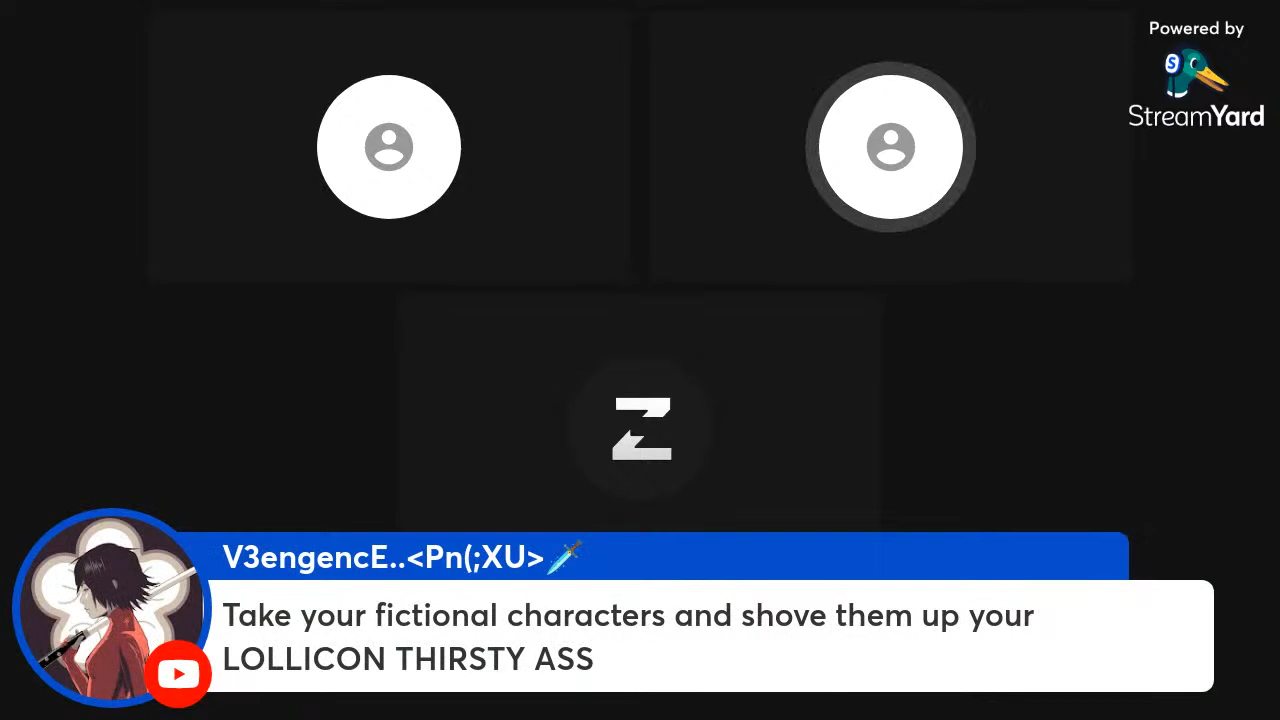 Powered by
StreamYard
V3engencE..<Pn(;XU>🗡️
Take your fictional characters and shove them up your
LOLLICON THIRSTY ASS